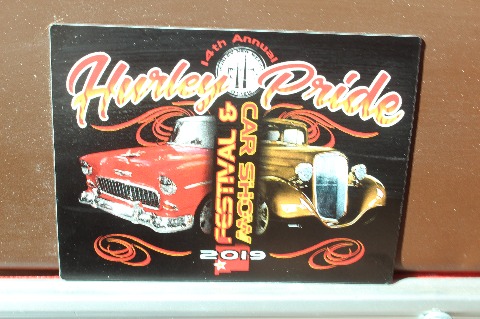 14th Annual
Hurley Pride
FESTIVAL &
CAR SHOW
2019